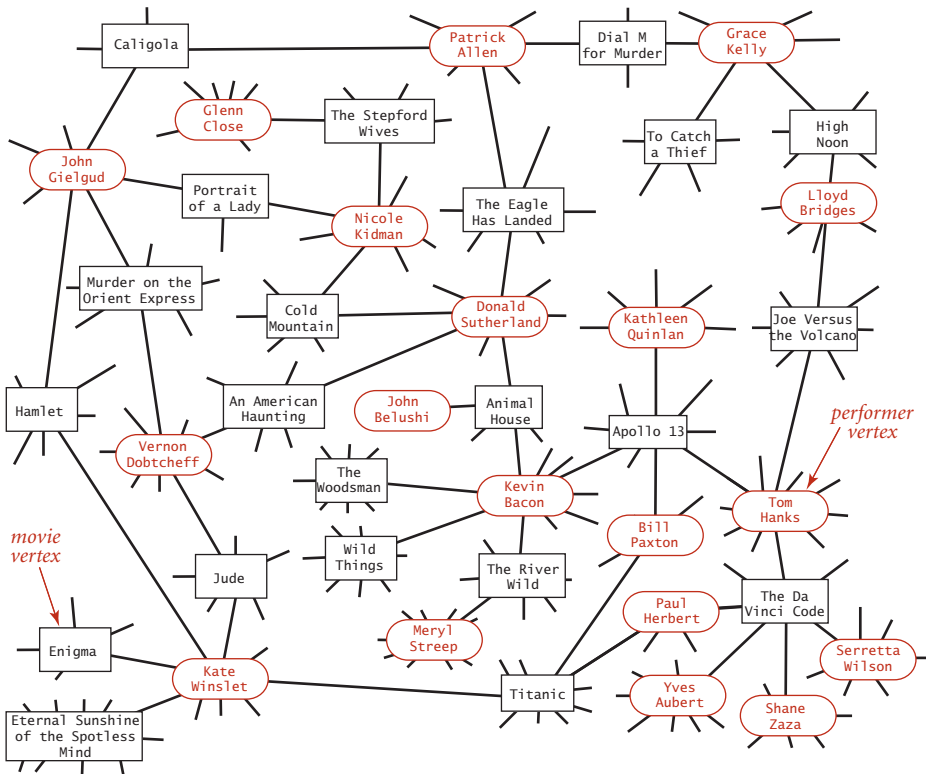 Caligola
Patrick
Allen
Dial M
for Murder
Grace
Kelly
Glenn
Close
The Stepford
Wives
To Catch
a Thief
High
Noon
John
Gielgud
Portrait
of a Lady
Nicole
Kidman
The Eagle
Has Landed
Lloyd
Bridges
Murder on the
Orient Express
Cold
Mountain
Donald
Sutherland
Kathleen
Quinlan
Joe Versus
the Volcano
Hamlet
An American
Haunting
John
Belushi
Animal
House
Apollo 13
performer
vertex
Vernon
Dobtcheff
The
Woodsman
Kevin
Bacon
Tom
Hanks
movie
vertex
Wild
Things
Bill
Paxton
Jude
The River
Wild
The Da
Vinci Code
Enigma
Meryl
Streep
Paul
Herbert
Serretta
Wilson
Kate
Winslet
Titanic
Yves
Aubert
Shane
Zaza
Eternal Sunshine
of the Spotless
Mind